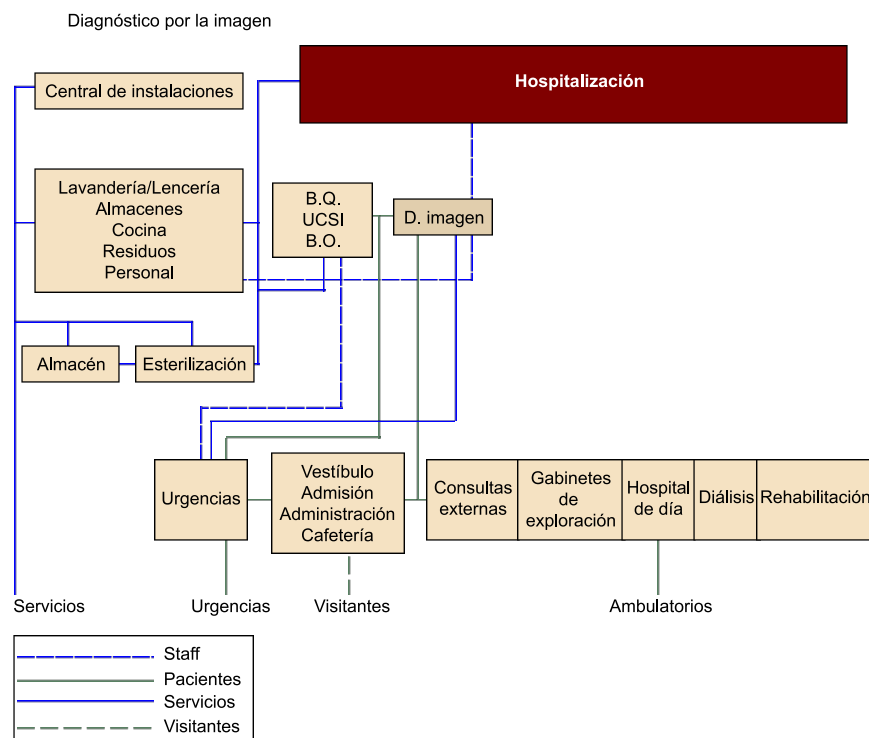 Diagnóstico por la imagen
Hospitalización
Central de instalaciones
Lavandería/Lencería
Almacenes
Cocina
Residuos
Personal
B.Q.
UCSI
B.O.
D. imagen
Almacén
Esterilización
Urgencias
Vestíbulo
Admisión
Administración
Cafetería
Consultas
externas
Gabinetes
de
exploración
Hospital
de día
Diálisis
Rehabilitación
Servicios
Urgencias
Visitantes
Ambulatorios
Staff
Pacientes
Servicios
Visitantes